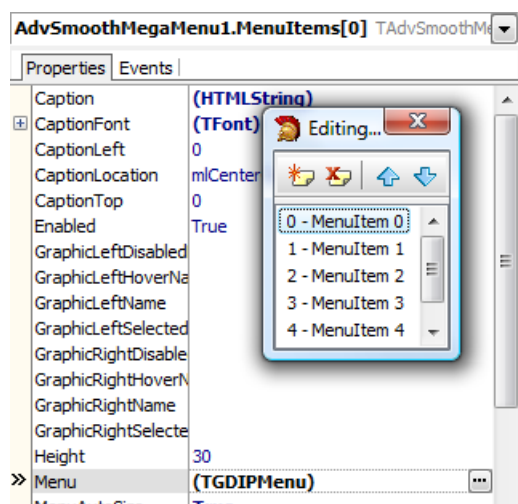 AdvSmoothMegaMenu1.MenuItems[0] TAdvSmoothMe
Properties Events
Caption (HTMLString)
CaptionFont (TFont)
CaptionLeft 0
CaptionLocation mlCenter
CaptionTop 0
Enabled True
GraphicLeftDisabled
GraphicLeftHoverNa
GraphicLeftName
GraphicLeftSelected
GraphicRightDisable
GraphicRightHoverN
GraphicRightName
GraphicRightSelecte
Height 30
Menu (TGDIPMenu)
Editing...
0 - MenuItem 0
1 - MenuItem 1
2 - MenuItem 2
3 - MenuItem 3
4 - MenuItem 4